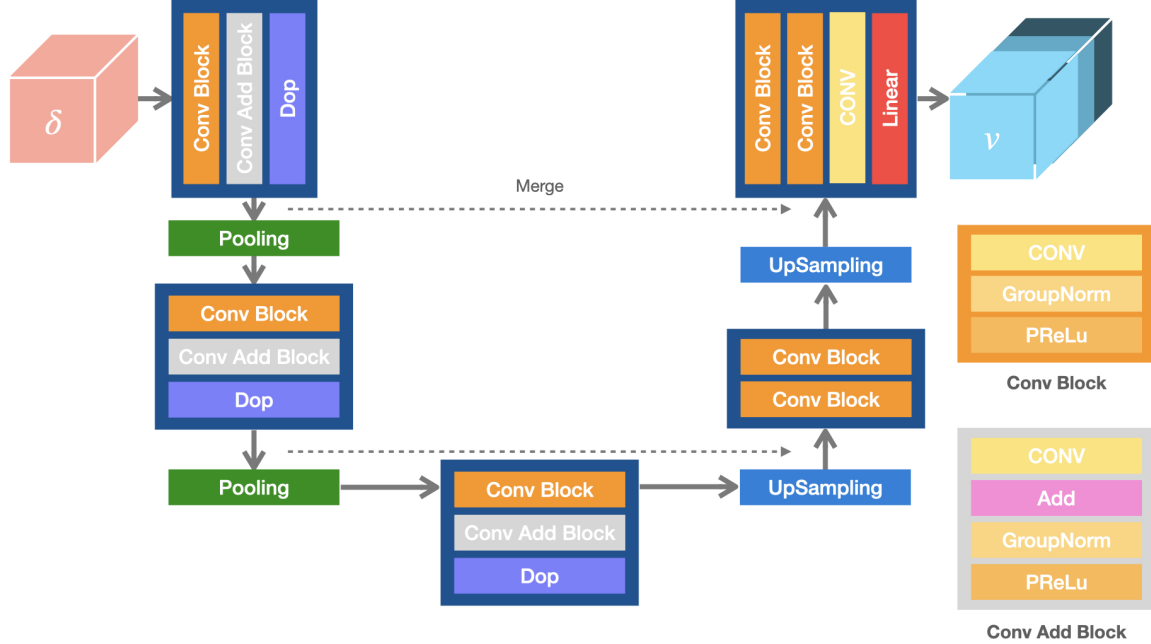 δ
Conv Block
Conv Add Block
Dop
Conv Block
Conv Block
CONV
Linear
v
Merge
Pooling
UpSampling
Conv Block
Conv Add Block
Dop
Conv Block
Conv Block
Pooling
Conv Block
Conv Add Block
Dop
UpSampling
CONV
GroupNorm
PReLu
Conv Block
CONV
Add
GroupNorm
PReLu
Conv Add Block